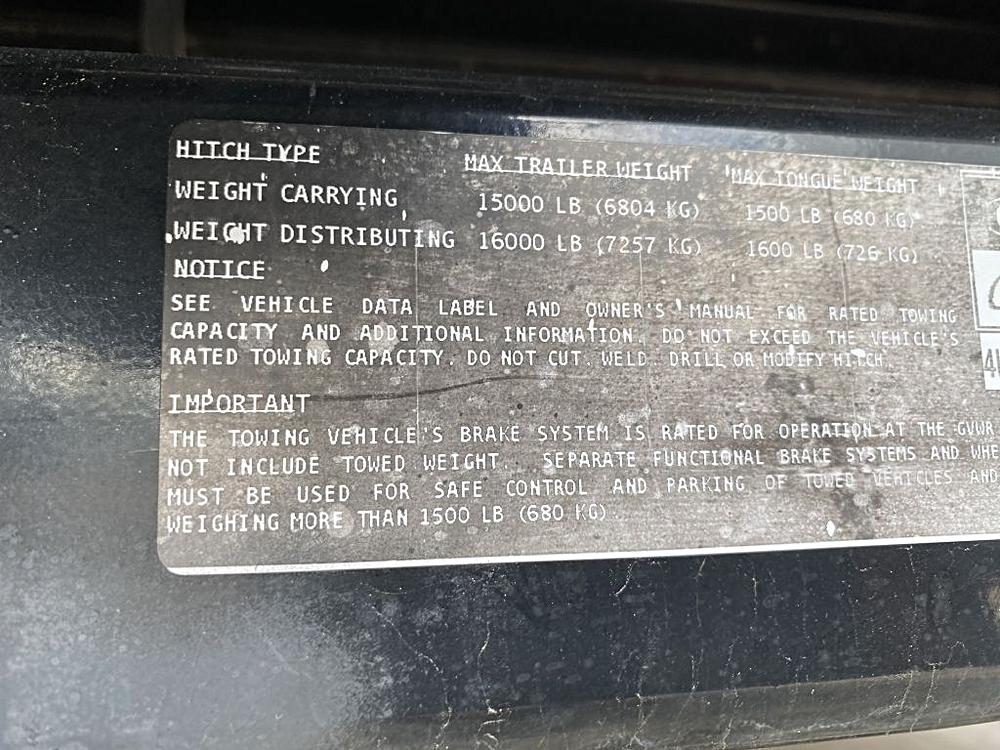 HITCH TYPE MAX TRAILER WEIGHT MAX TONGUE WEIGHT
WEIGHT CARRYING 15000 LB (6804 KG) 1500 LB (680 KG)
WEIGHT DISTRIBUTING 16000 LB (7257 KG) 1600 LB (726 KG)
NOTICE
SEE VEHICLE DATA LABEL AND OWNER'S MANUAL FOR RATED TOWING
CAPACITY AND ADDITIONAL INFORMATION. DO NOT EXCEED THE VEHICLE'S
RATED TOWING CAPACITY. DO NOT CUT. WELD. DRILL OR MODIFY HITCH.
IMPORTANT
THE TOWING VEHICLE'S BRAKE SYSTEM IS RATED FOR OPERATION AT THE GVWR
NOT INCLUDE TOWED WEIGHT. SEPARATE FUNCTIONAL BRAKE SYSTEMS AND WHE
MUST BE USED FOR SAFE CONTROL AND PARKING OF TOWED VEHICLES AND
WEIGHING MORE THAN 1500 LB (680 KG)